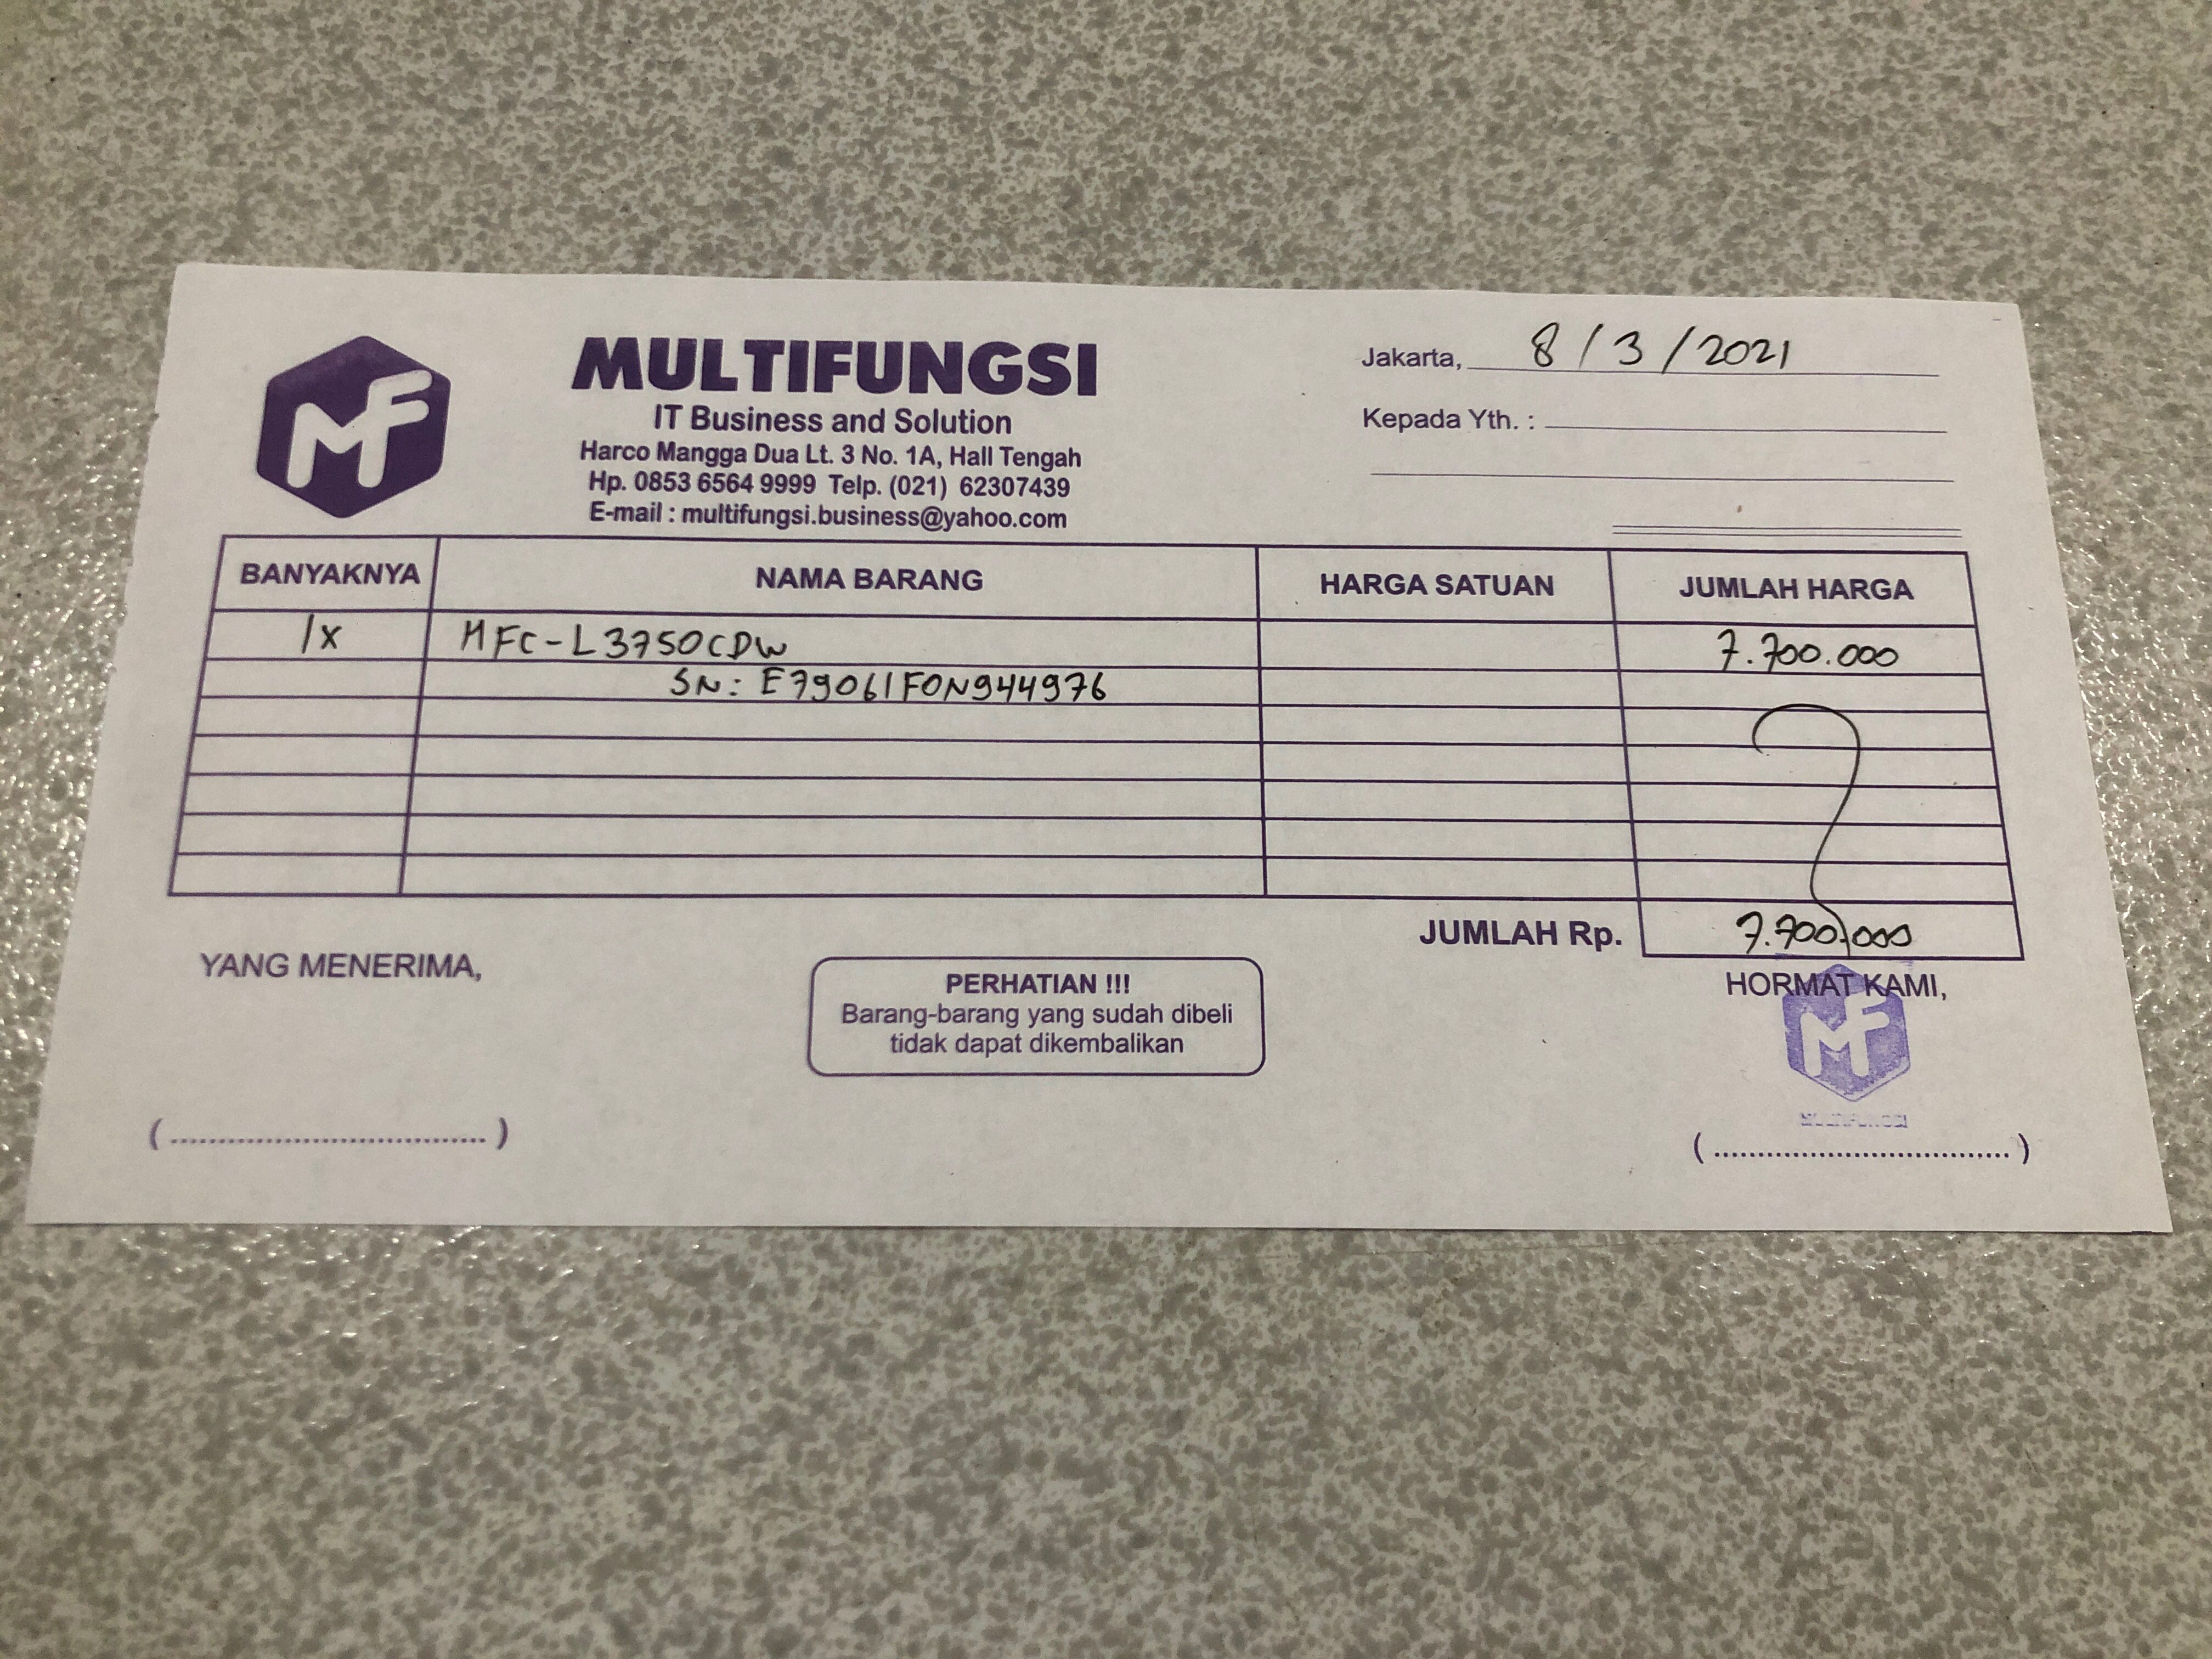 MF
MULTIFUNGSI
IT Business and Solution
Harco Mangga Dua Lt. 3 No. 1A, Hall Tengah
Hp. 0853 6564 9999 Telp. (021) 62307439
E-mail : multifungsi.business@yahoo.com
Jakarta, 8/3/2021
Kepada Yth. :
BANYAKNYA NAMA BARANG HARGA SATUAN JUMLAH HARGA
1x MFC-L3750CDW 7.700.000
SN: E79061F0N944976
JUMLAH Rp. 7.700.000
YANG MENERIMA,
PERHATIAN !!!
Barang-barang yang sudah dibeli
tidak dapat dikembalikan
HORMAT KAMI,
MF
MULTIFUNGSI
(................................) (................................)